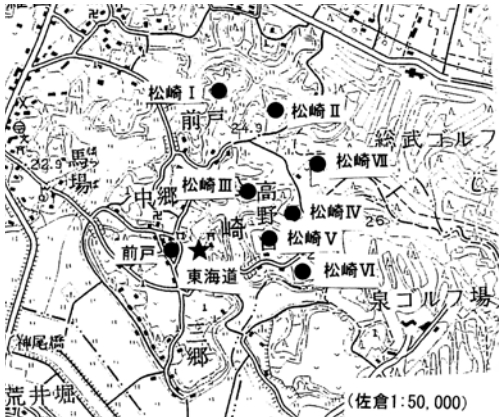 松崎Ⅰ
松崎Ⅱ
前戸
24.9
総武ゴルフ
松崎Ⅶ
22.9
馬場
ばば
中郷
松崎Ⅲ
高野
松崎Ⅳ
26
崎
松崎Ⅴ
前戸
東海道
松崎Ⅵ
泉ゴルフ場
三郷
神尾橋
荒井堀
(佐倉1:50,000)